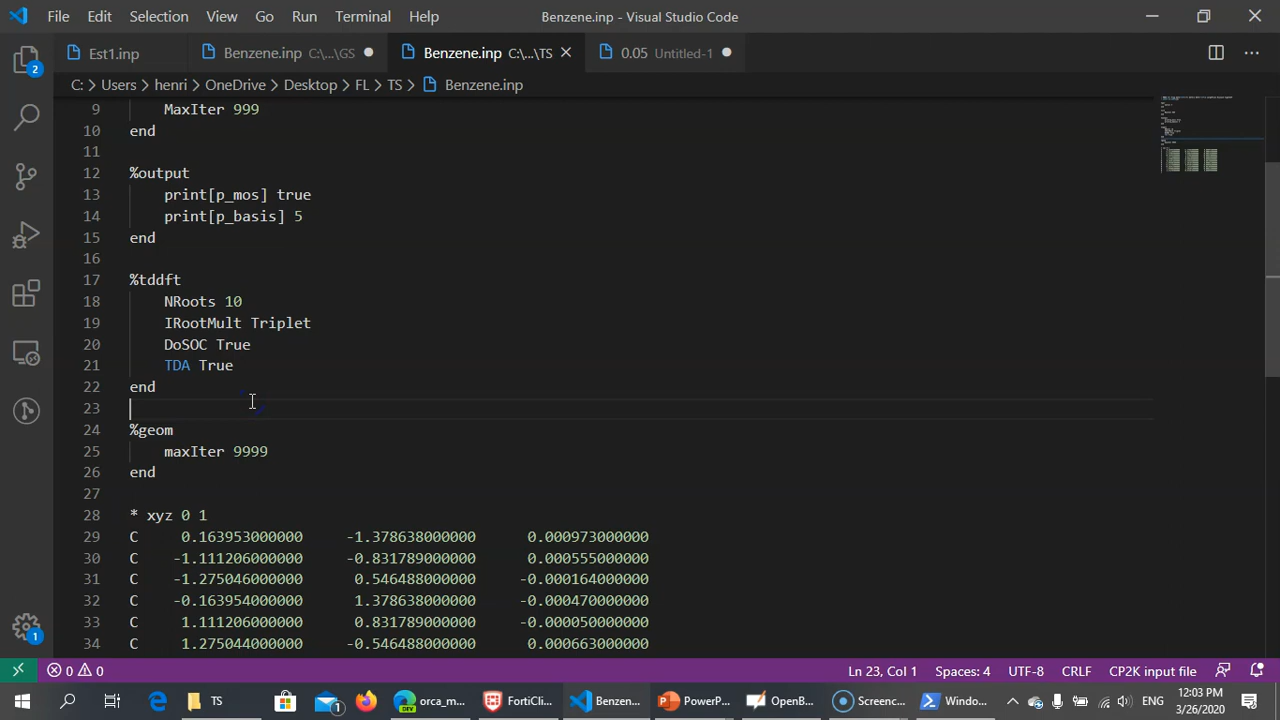 File Edit Selection View Go Run Terminal Help Benzene.inp - Visual Studio Code
Est1.inp Benzene.inp C:\...\GS Benzene.inp C:\...\TS 0.05 Untitled-1
C: > Users > henri > OneDrive > Desktop > FL > TS > Benzene.inp
9 MaxIter 999
10 end
11
12 %output
13 print[p_mos] true
14 print[p_basis] 5
15 end
16
17 %tddft
18 NRoots 10
19 IRootMult Triplet
20 DoSOC True
21 TDA True
22 end
23
24 %geom
25 maxIter 9999
26 end
27
28 * xyz 0 1
29 C 0.163953000000 -1.378638000000 0.000973000000
30 C -1.111206000000 -0.831789000000 0.000555000000
31 C -1.275046000000 0.546488000000 -0.000164000000
32 C -0.163954000000 1.378638000000 -0.000470000000
33 C 1.111206000000 0.831789000000 -0.000050000000
34 C 1.275044000000 -0.546488000000 0.000663000000
2
1
0 0 Ln 23, Col 1 Spaces: 4 UTF-8 CRLF CP2K input file
TS 1 DEV orca_m... FortiCli... Benzen... PowerP... OpenB... Screenc... Windo... ENG 12:03 PM
3/26/2020